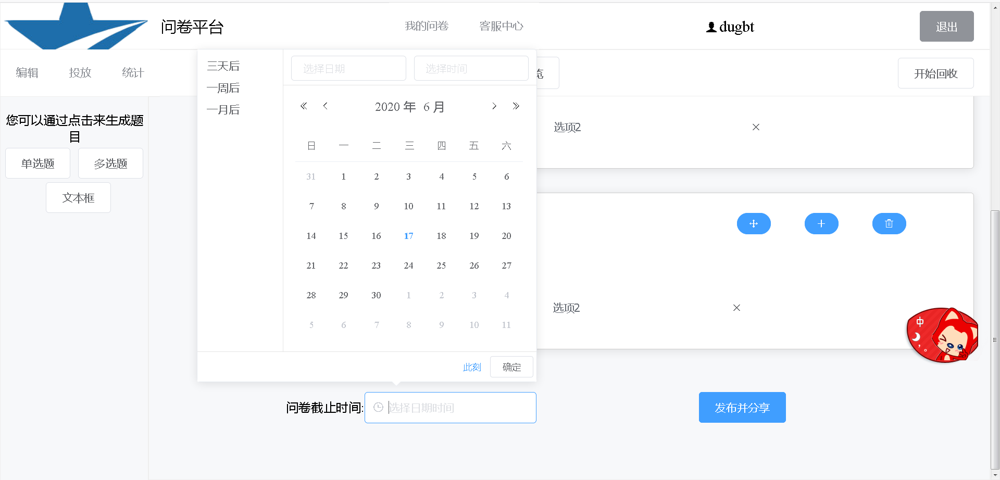 问卷平台
我的问卷 客服中心
dugbt
退出
编辑 投放 统计
览
开始回收
您可以通过点击来生成题
目
单选题 多选题
文本框
三天后
一周后
一月后
选择日期 选择时间
2020 年 6 月
日 一 二 三 四 五 六
31 1 2 3 4 5 6
7 8 9 10 11 12 13
14 15 16 17 18 19 20
21 22 23 24 25 26 27
28 29 30 1 2 3 4
5 6 7 8 9 10 11
此刻 确定
选项2
选项2
中
问卷截止时间: 选择日期时间
发布并分享